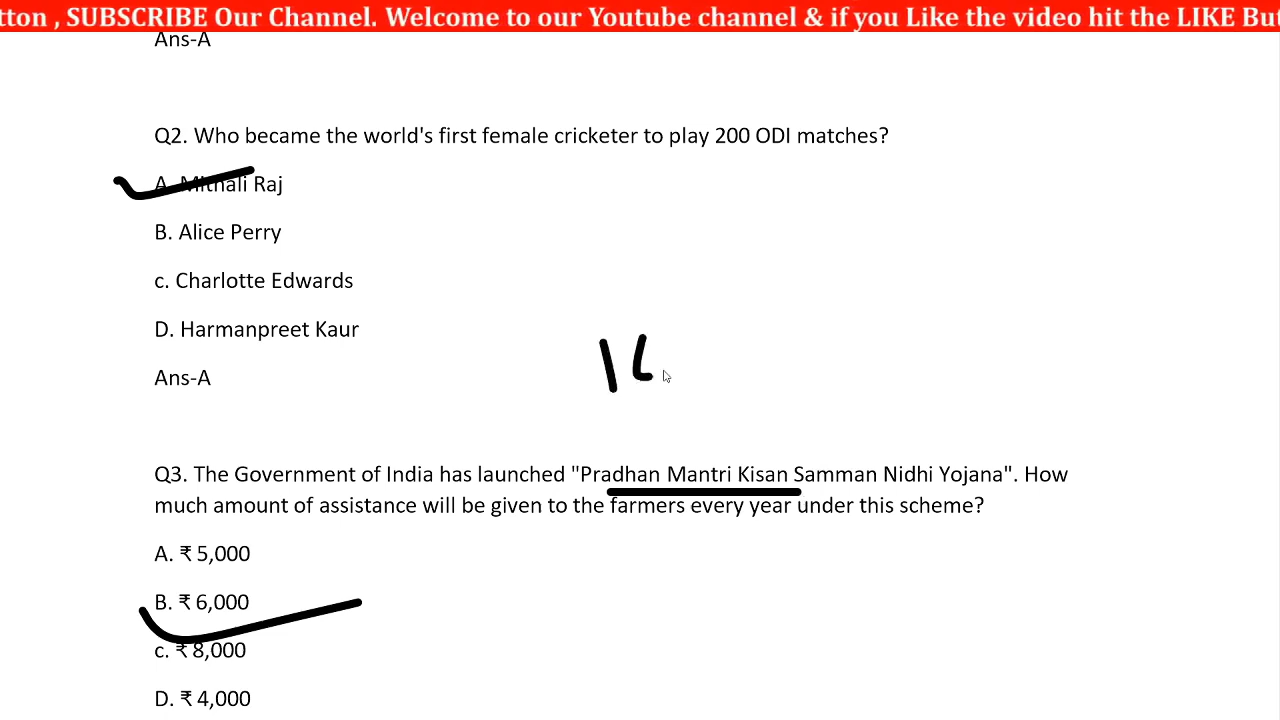 tton , SUBSCRIBE Our Channel. Welcome to our Youtube channel & if you Like the video hit the LIKE But
Ans-A
Q2. Who became the world's first female cricketer to play 200 ODI matches?
A. Mithali Raj
B. Alice Perry
c. Charlotte Edwards
D. Harmanpreet Kaur
Ans-A
Q3. The Government of India has launched "Pradhan Mantri Kisan Samman Nidhi Yojana". How
much amount of assistance will be given to the farmers every year under this scheme?
A. ₹ 5,000
B. ₹ 6,000
c. ₹ 8,000
D. ₹ 4,000